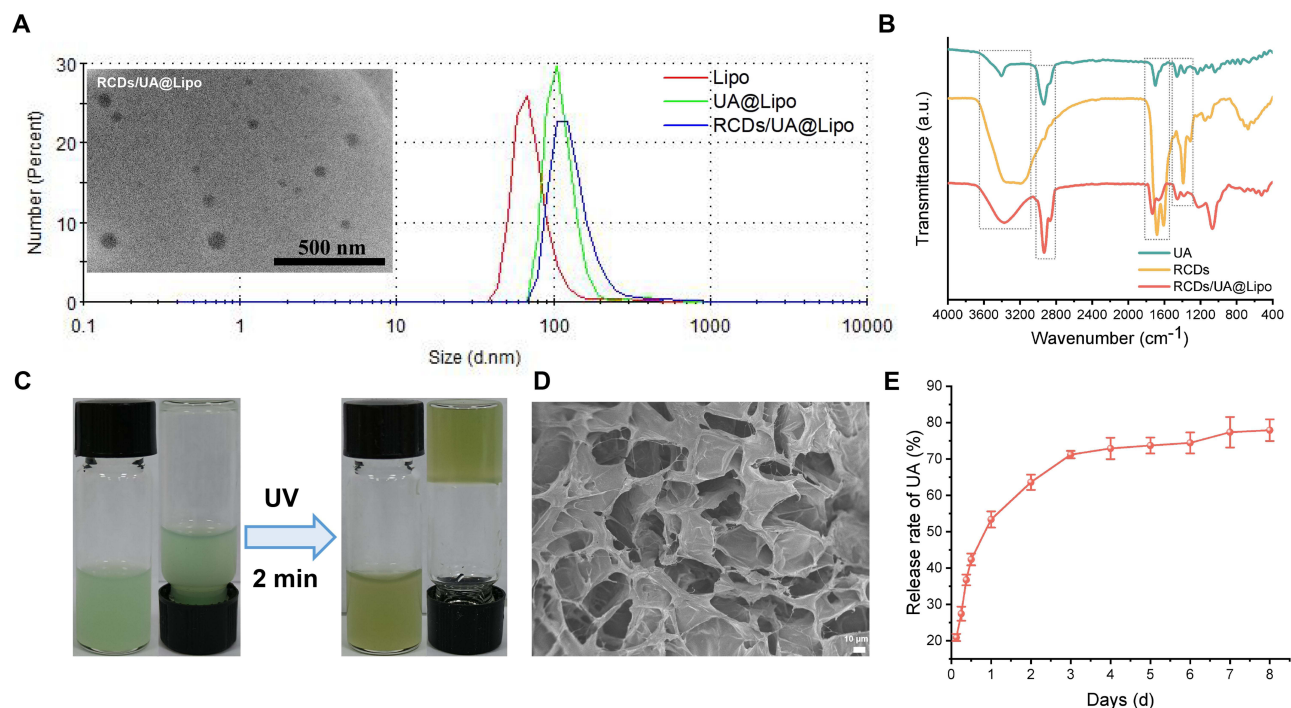 A
Number (Percent)
30
20
10
0
RCDs/UA@Lipo
500 nm
Lipo
UA@Lipo
RCDs/UA@Lipo
0.1
1
10
100
1000
10000
Size (d.nm)
B
Transmittance (a.u.)
UA
RCDs
RCDs/UA@Lipo
4000 3600 3200 2800 2400 2000 1600 1200 800 400
Wavenumber (cm-1)
C
UV
2 min
D
10 μm
E
Release rate of UA (%)
90
80
70
60
50
40
30
20
0 1 2 3 4 5 6 7 8
Days (d)